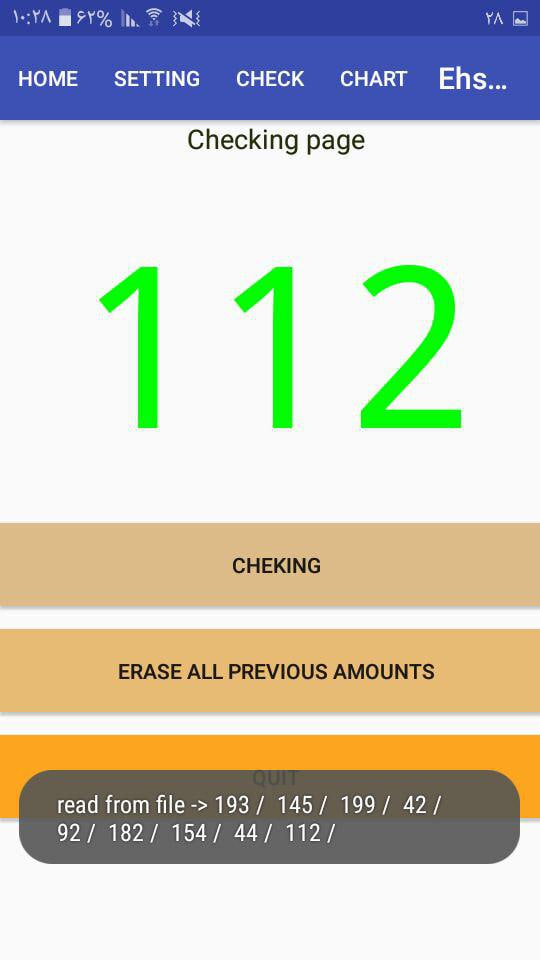 ۱۰:۲۸ ۶۲% ۲۸
HOME SETTING CHECK CHART Ehs...
Checking page
112
CHEKING
ERASE ALL PREVIOUS AMOUNTS
QUIT
read from file -> 193 / 145 / 199 / 42 /
92 / 182 / 154 / 44 / 112 /